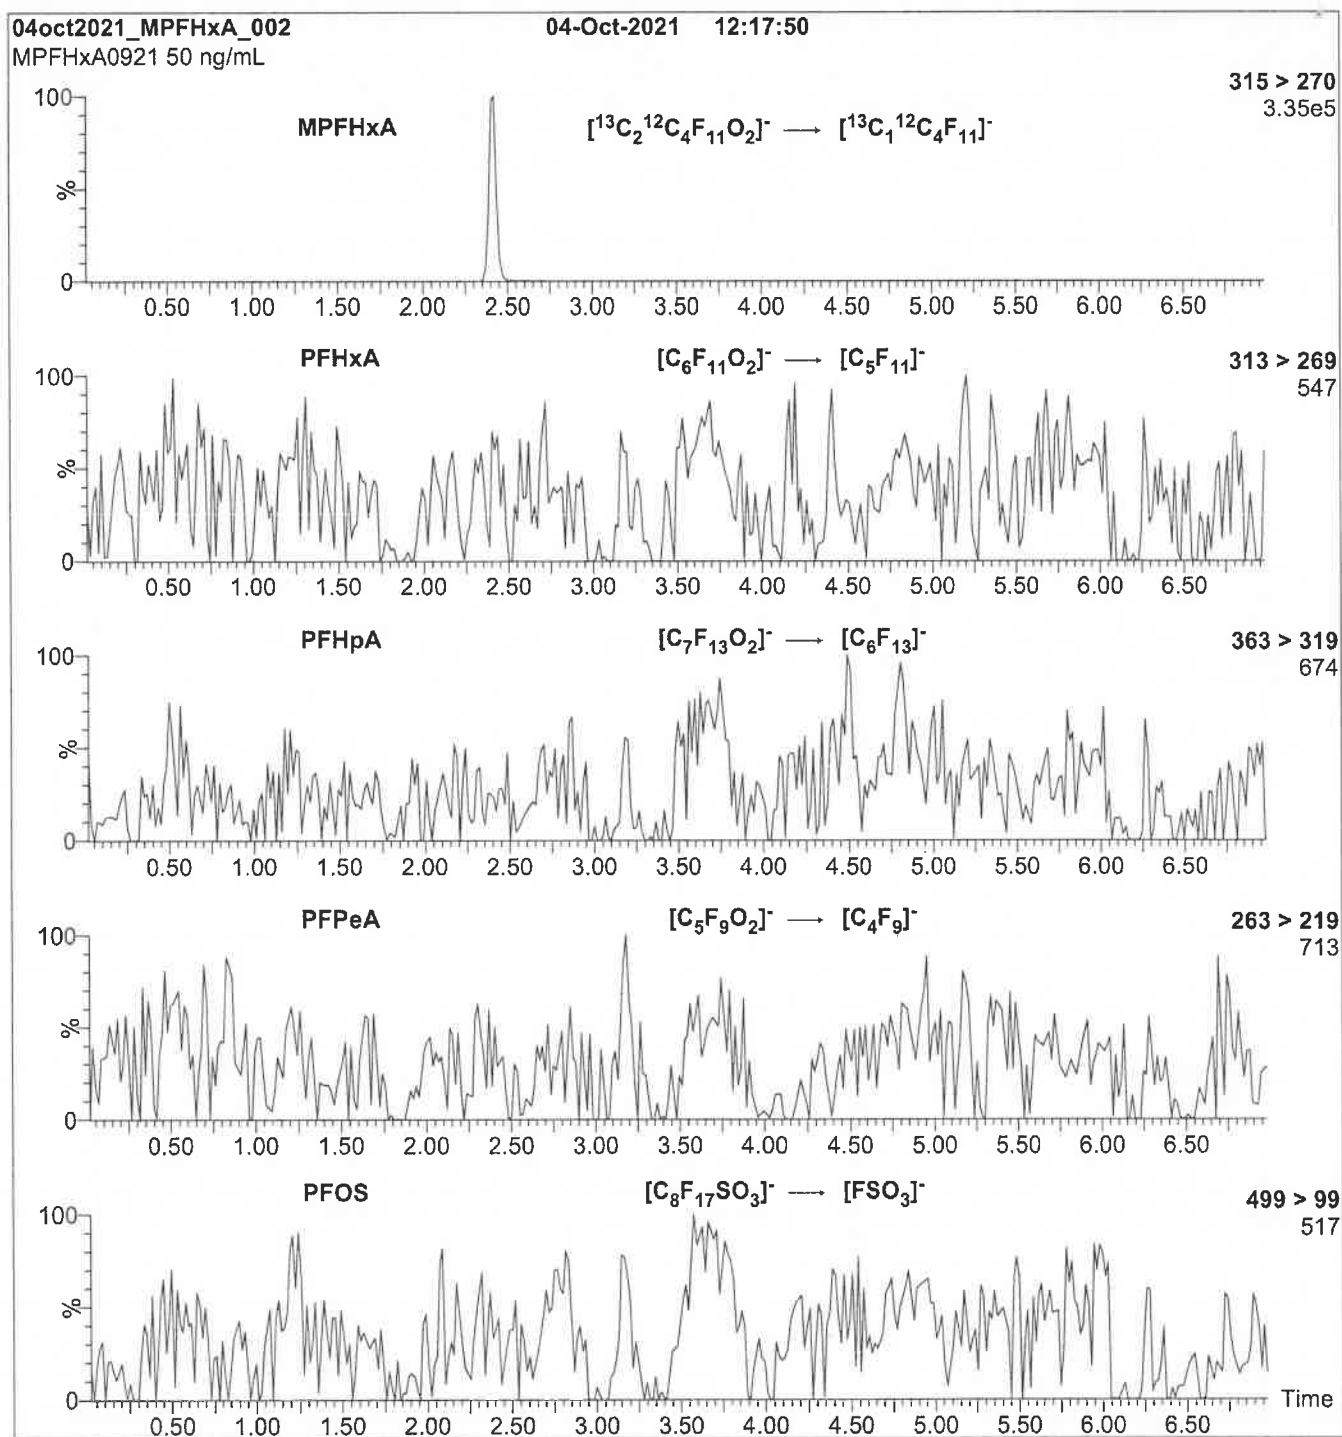 04oct2021_MPFHxA_002 04-Oct-2021 12:17:50
MPFHxA0921 50 ng/mL
315 > 270
3.35e5
MPFHxA [¹³C₂¹²C₄F₁₁O₂]⁻ → [¹³C₁¹²C₄F₁₁]⁻
100
%
0
0.50 1.00 1.50 2.00 2.50 3.00 3.50 4.00 4.50 5.00 5.50 6.00 6.50
PFHxA [C₆F₁₁O₂]⁻ → [C₅F₁₁]⁻ 313 > 269
547
100
%
0
0.50 1.00 1.50 2.00 2.50 3.00 3.50 4.00 4.50 5.00 5.50 6.00 6.50
PFHpA [C₇F₁₃O₂]⁻ → [C₆F₁₃]⁻ 363 > 319
674
100
%
0
0.50 1.00 1.50 2.00 2.50 3.00 3.50 4.00 4.50 5.00 5.50 6.00 6.50
PFPeA [C₅F₉O₂]⁻ → [C₄F₉]⁻ 263 > 219
713
100
%
0
0.50 1.00 1.50 2.00 2.50 3.00 3.50 4.00 4.50 5.00 5.50 6.00 6.50
PFOS [C₈F₁₇SO₃]⁻ → [FSO₃]⁻ 499 > 99
517
100
%
0
Time
0.50 1.00 1.50 2.00 2.50 3.00 3.50 4.00 4.50 5.00 5.50 6.00 6.50